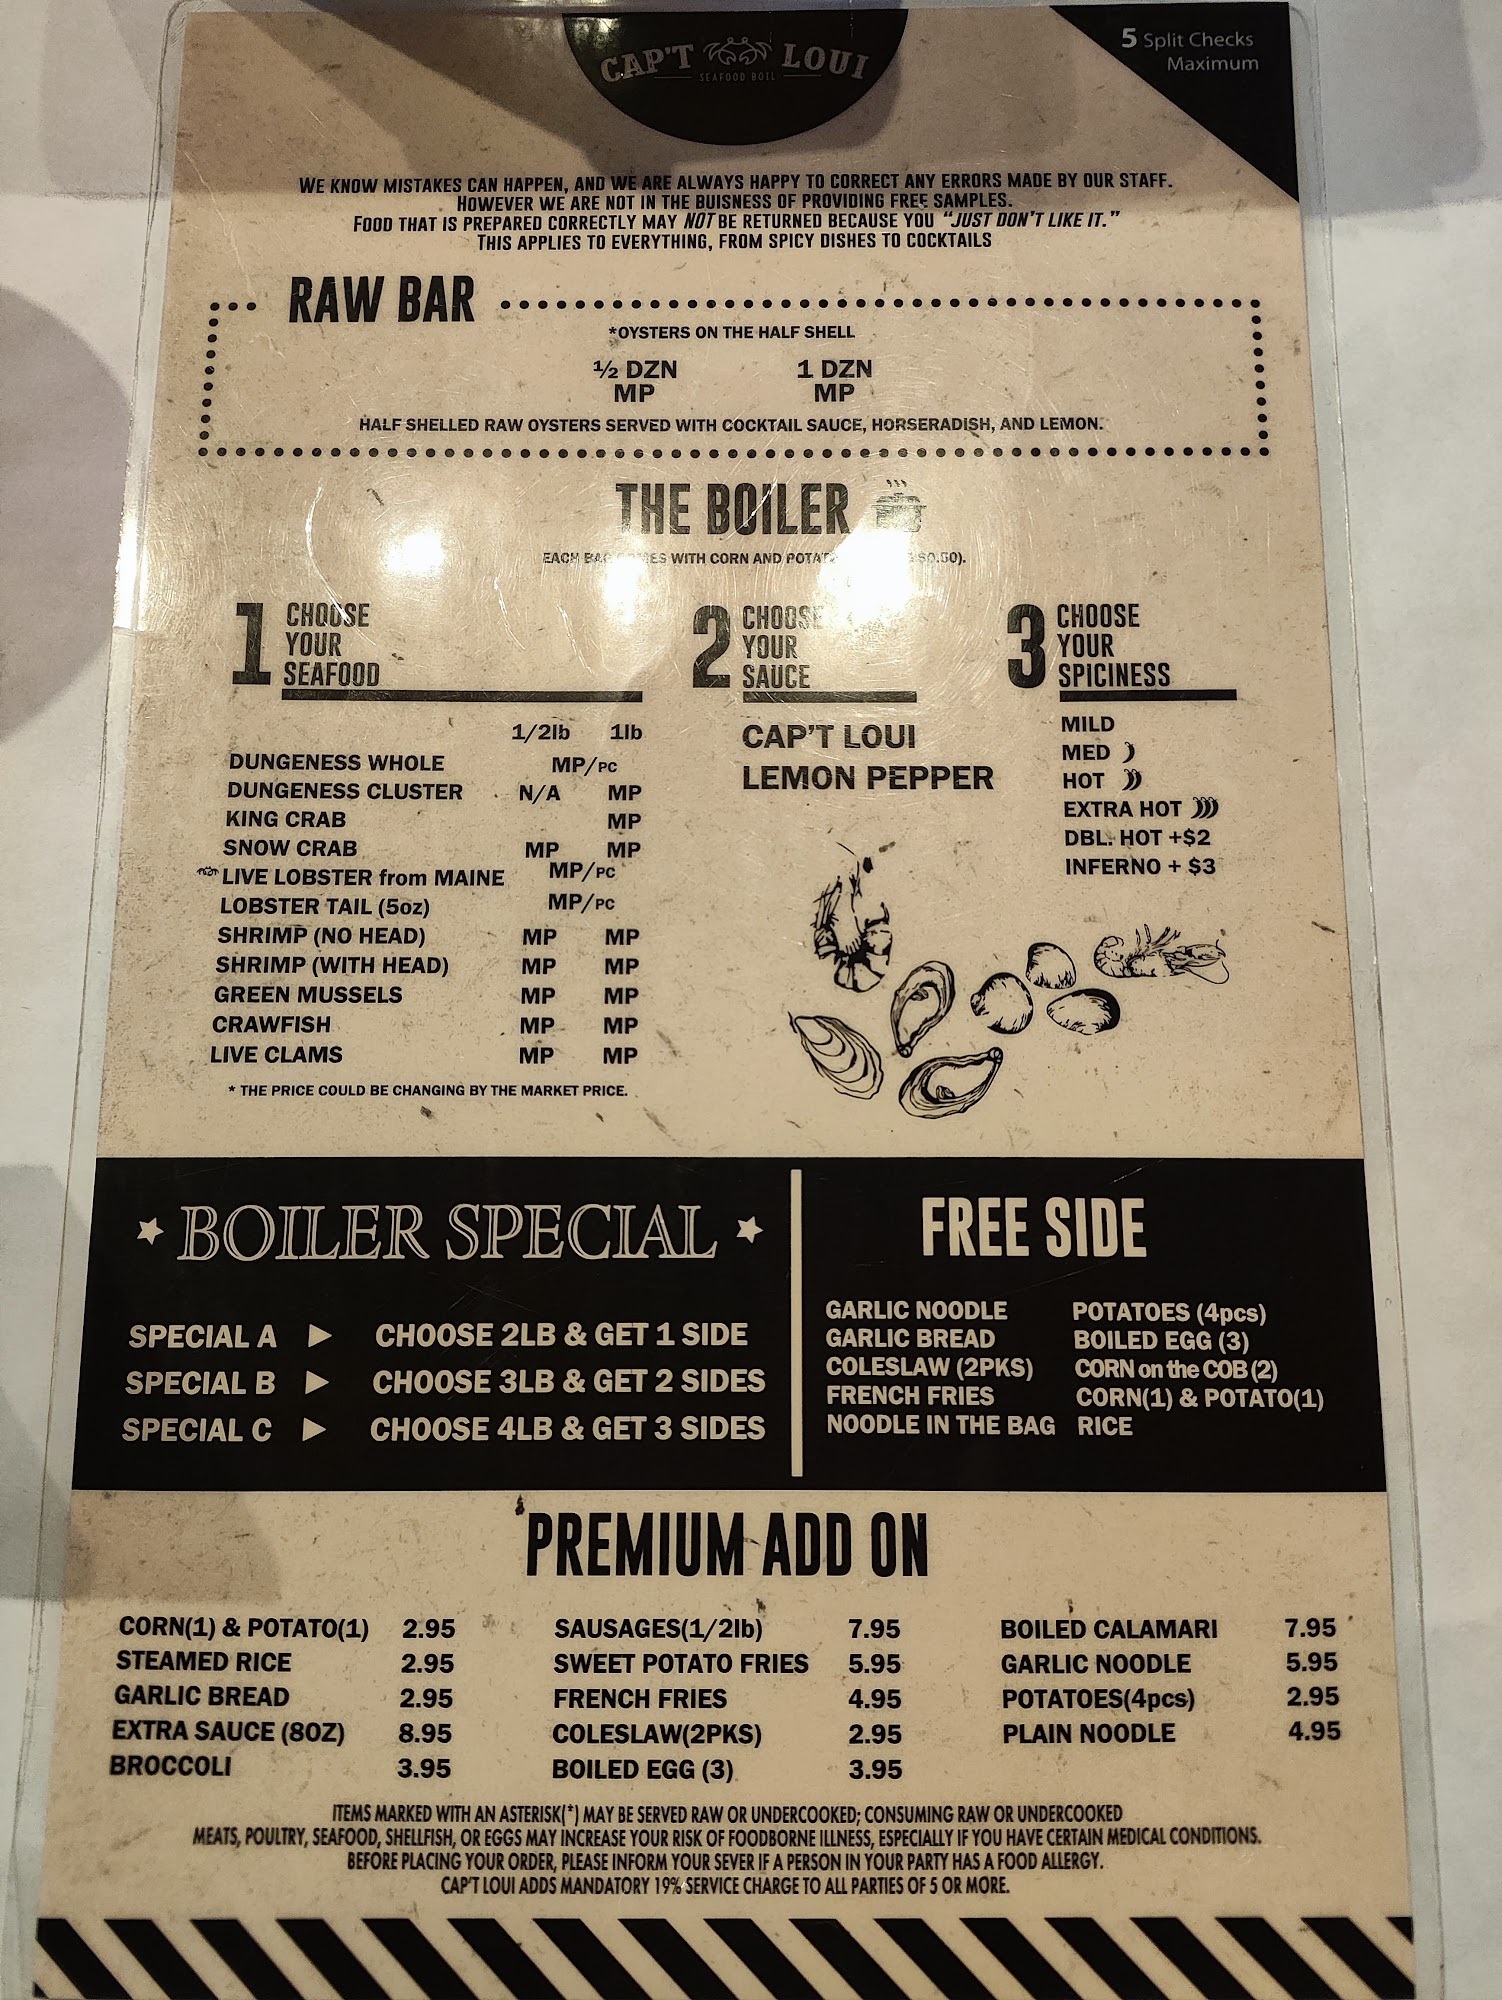 CAP'T LOUI
SEAFOOD BOIL
5 Split Checks
Maximum
WE KNOW MISTAKES CAN HAPPEN, AND WE ARE ALWAYS HAPPY TO CORRECT ANY ERRORS MADE BY OUR STAFF.
HOWEVER WE ARE NOT IN THE BUISNESS OF PROVIDING FREE SAMPLES.
FOOD THAT IS PREPARED CORRECTLY MAY NOT BE RETURNED BECAUSE YOU "JUST DON'T LIKE IT."
THIS APPLIES TO EVERYTHING, FROM SPICY DISHES TO COCKTAILS
RAW BAR
*OYSTERS ON THE HALF SHELL
½ DZN 1 DZN
MP MP
HALF SHELLED RAW OYSTERS SERVED WITH COCKTAIL SAUCE, HORSERADISH, AND LEMON.
THE BOILER
EACH WITH CORN AND
1 CHOOSE
YOUR
SEAFOOD
1/2lb 1lb
DUNGENESS WHOLE MP/PC
DUNGENESS CLUSTER N/A MP
KING CRAB MP
SNOW CRAB MP MP
LIVE LOBSTER from MAINE MP/PC
LOBSTER TAIL (5oz) MP/PC
SHRIMP (NO HEAD) MP MP
SHRIMP (WITH HEAD) MP MP
GREEN MUSSELS MP MP
CRAWFISH MP MP
LIVE CLAMS MP MP
* THE PRICE COULD BE CHANGING BY THE MARKET PRICE.
2 CHOOSE
YOUR
SAUCE
CAP'T LOUI
LEMON PEPPER
3 CHOOSE
YOUR
SPICINESS
MILD
MED
HOT
EXTRA HOT
DBL. HOT +$2
INFERNO + $3
BOILER SPECIAL
SPECIAL A ▶ CHOOSE 2LB & GET 1 SIDE
SPECIAL B ▶ CHOOSE 3LB & GET 2 SIDES
SPECIAL C ▶ CHOOSE 4LB & GET 3 SIDES
FREE SIDE
GARLIC NOODLE POTATOES (4pcs)
GARLIC BREAD BOILED EGG (3)
COLESLAW (2PKS) CORN on the COB (2)
FRENCH FRIES CORN(1) & POTATO(1)
NOODLE IN THE BAG RICE
PREMIUM ADD ON
CORN(1) & POTATO(1) 2.95
STEAMED RICE 2.95
GARLIC BREAD 2.95
EXTRA SAUCE (8OZ) 8.95
BROCCOLI 3.95
SAUSAGES(1/2lb) 7.95
SWEET POTATO FRIES 5.95
FRENCH FRIES 4.95
COLESLAW(2PKS) 2.95
BOILED EGG (3) 3.95
BOILED CALAMARI 7.95
GARLIC NOODLE 5.95
POTATOES(4pcs) 2.95
PLAIN NOODLE 4.95
ITEMS MARKED WITH AN ASTERISK(*) MAY BE SERVED RAW OR UNDERCOOKED; CONSUMING RAW OR UNDERCOOKED
MEATS, POULTRY, SEAFOOD, SHELLFISH, OR EGGS MAY INCREASE YOUR RISK OF FOODBORNE ILLNESS, ESPECIALLY IF YOU HAVE CERTAIN MEDICAL CONDITIONS.
BEFORE PLACING YOUR ORDER, PLEASE INFORM YOUR SEVER IF A PERSON IN YOUR PARTY HAS A FOOD ALLERGY.
CAP'T LOUI ADDS MANDATORY 19% SERVICE CHARGE TO ALL PARTIES OF 5 OR MORE.